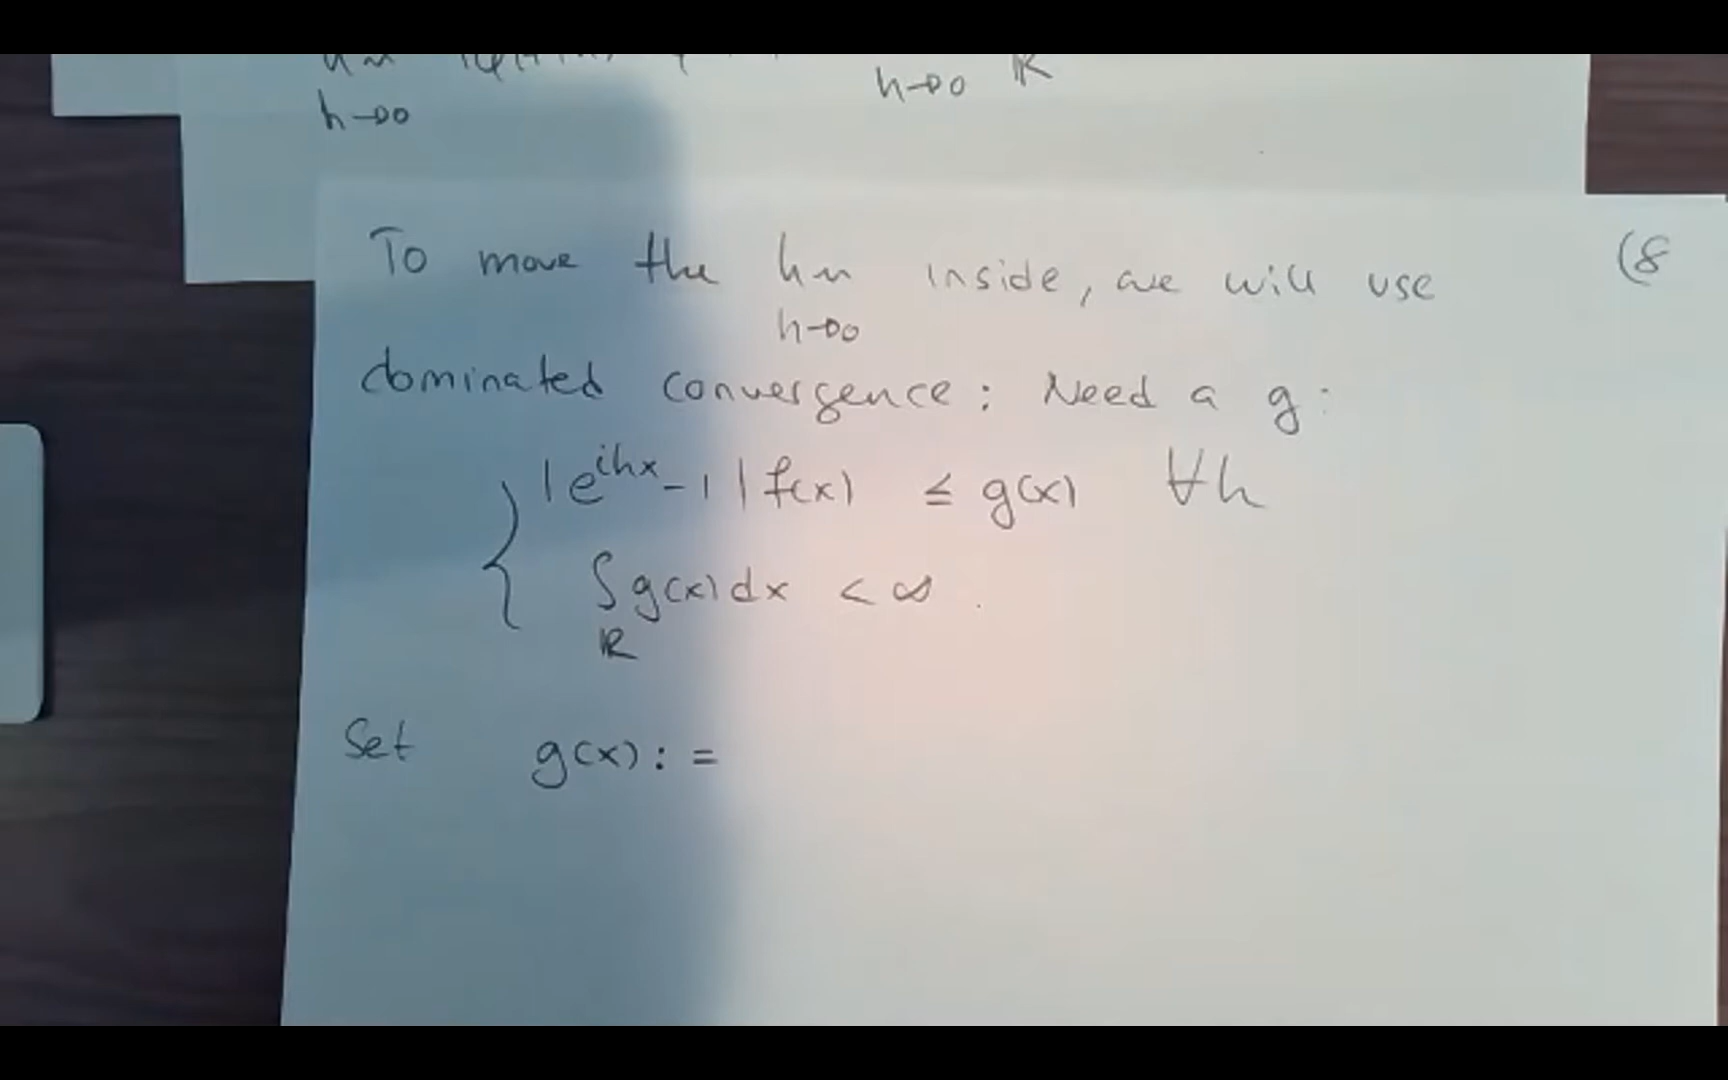 h→0 h→0 ℝ
To move the lim inside, we will use (8
h→0
dominated convergence: Need a g:
|e^{ihx}-1|f(x) ≤ g(x) ∀h
∫g(x)dx < ∞.
ℝ
Set g(x):=